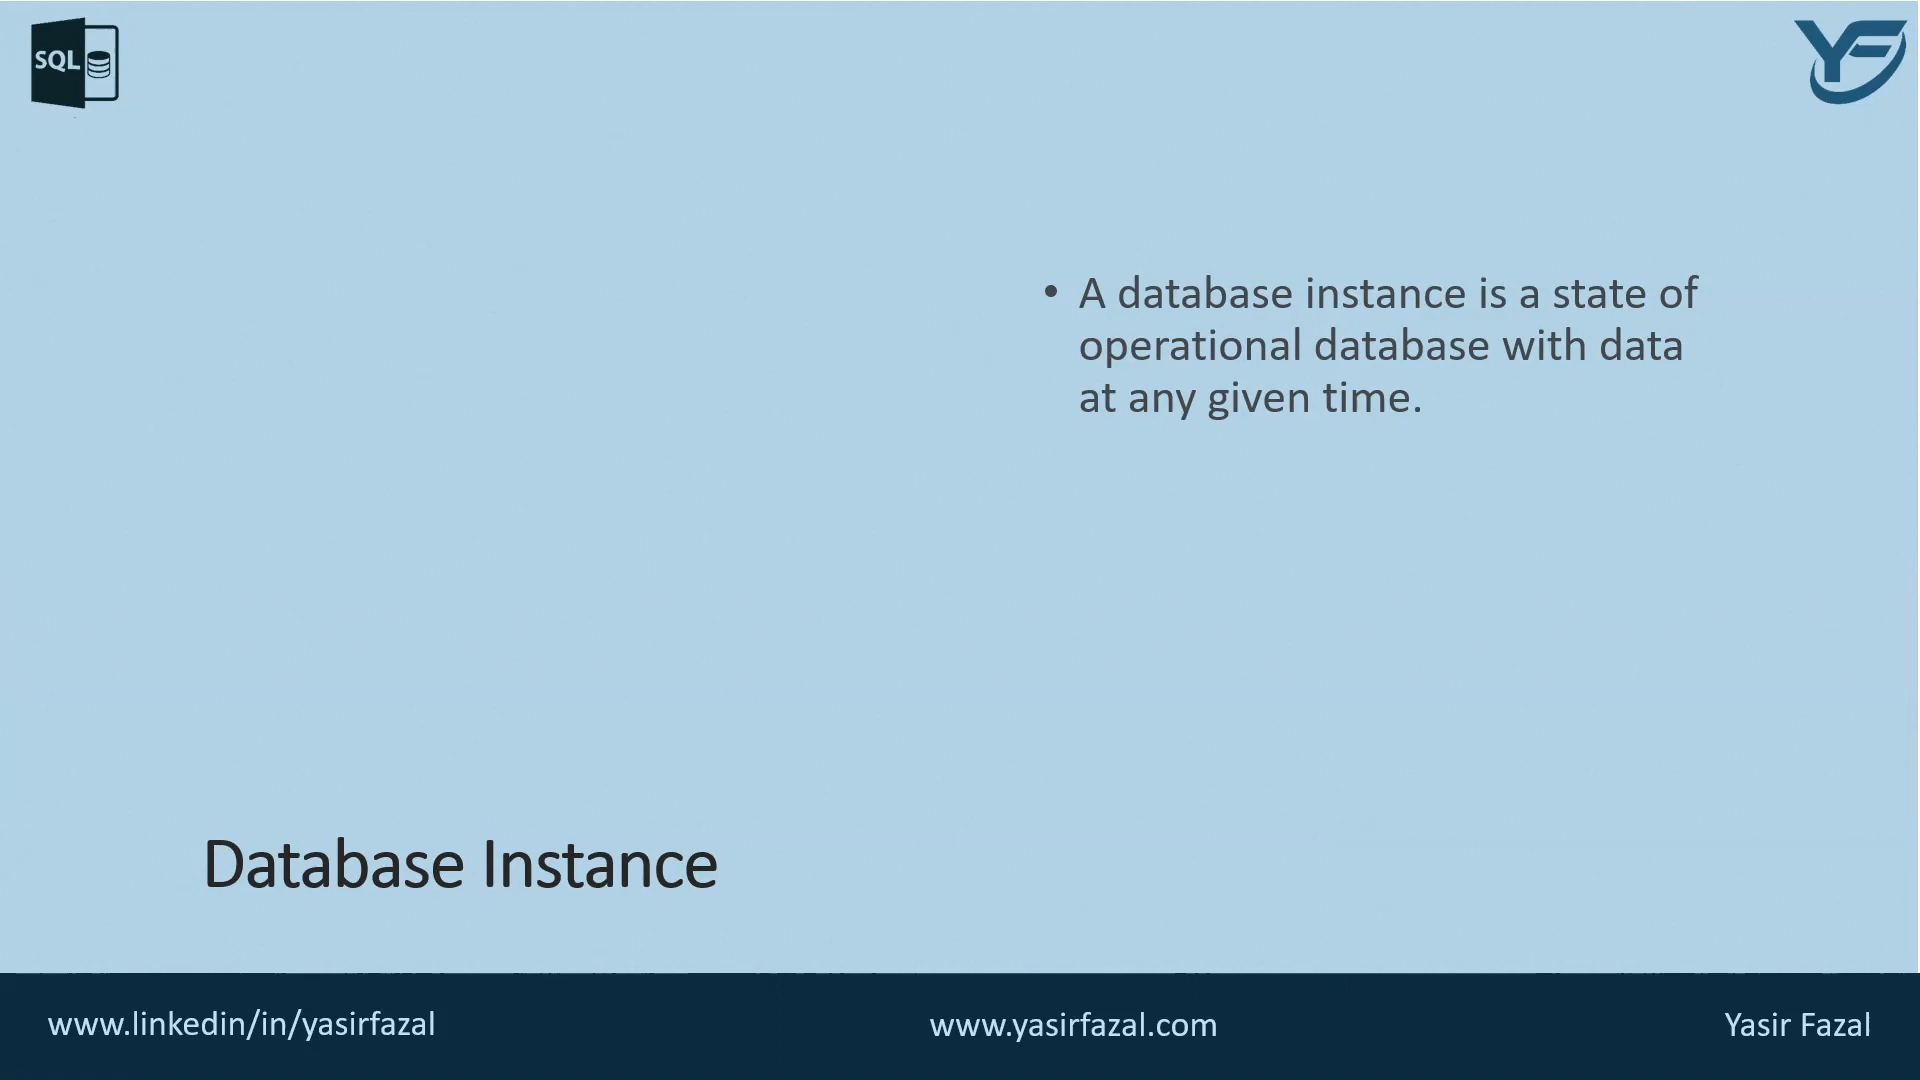 SQL
YF
• A database instance is a state of
operational database with data
at any given time.
Database Instance
www.linkedin/in/yasirfazal
www.yasirfazal.com
Yasir Fazal